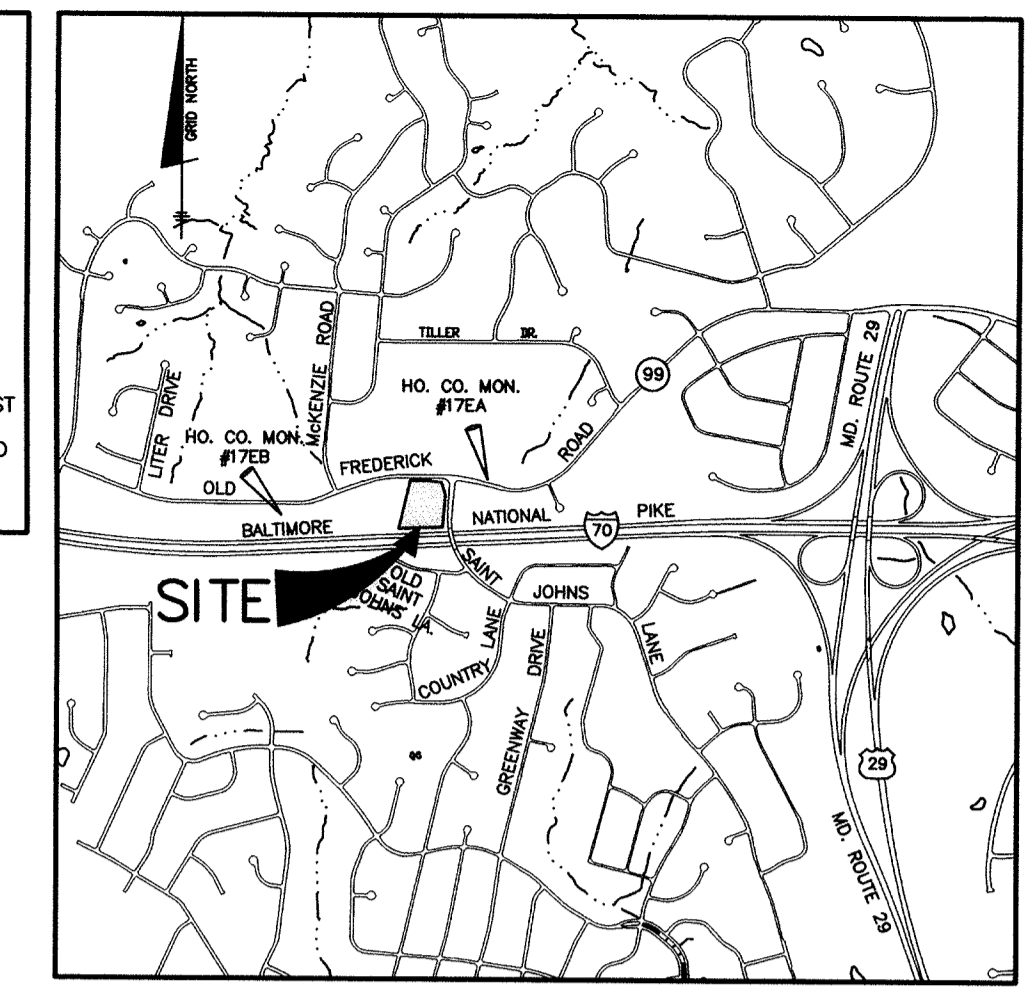 GRID NORTH
ST
O
TILLER DR.
McKENZIE ROAD
HO. CO. MON.
#17EA
99
MD. ROUTE 29
LITER DRIVE
HO. CO. MON.
#17EB
OLD FREDERICK ROAD
BALTIMORE NATIONAL PIKE
70
SITE
OLD
SAINT
JOHNS LA.
SAINT JOHNS LANE
COUNTRY LANE
GREENWAY DRIVE
29
MD. ROUTE 29